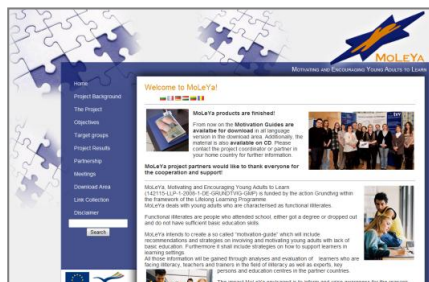 MOLEYA
MOTIVATING AND ENCOURAGING YOUNG ADULTS TO LEARN
Home
Project Background
The Project
Objectives
Target groups
Project Results
Partnership
Meetings
Download Area
Link Collection
Disclaimer
Search
Welcome to MoLeYa!
MoLeYa products are finished!
From now on the Motivation Guides are
availalbe for download in all language
version in the download area. Additionally, the
material is also available on CD. Please
contact the project coordinator or partner in
your home country for further information.
MoLeYa project partners would like to thank everyone for
the cooperation and support!
MoLeYa. Motivating and Encouraging Young Adults to Learn
(142115-LLP-1-2008-1-DE-GRUNDTVIG-GMP) is funded by the action Grundtvig within
the framework of the Lifelong Learning Programme.
MoLeYa deals with young adults who are characterised as functional illiterates.
Functional illiterates are people who attended school, either got a degree or dropped out
and do not have sufficient basic education skills.
MoLeYa intends to create a so called "motivation-guide" which will include
recommendations and strategies on involving and motivating young adults with lack of
basic education. Furthermore it shall include strategies on how to support learners in
learning settings.
All those information will be gained through analyses and evaluation of learners who are
facing illiteracy, teachers and trainers in the field of literacy as well as experts, key
persons and education centres in the partner countries.